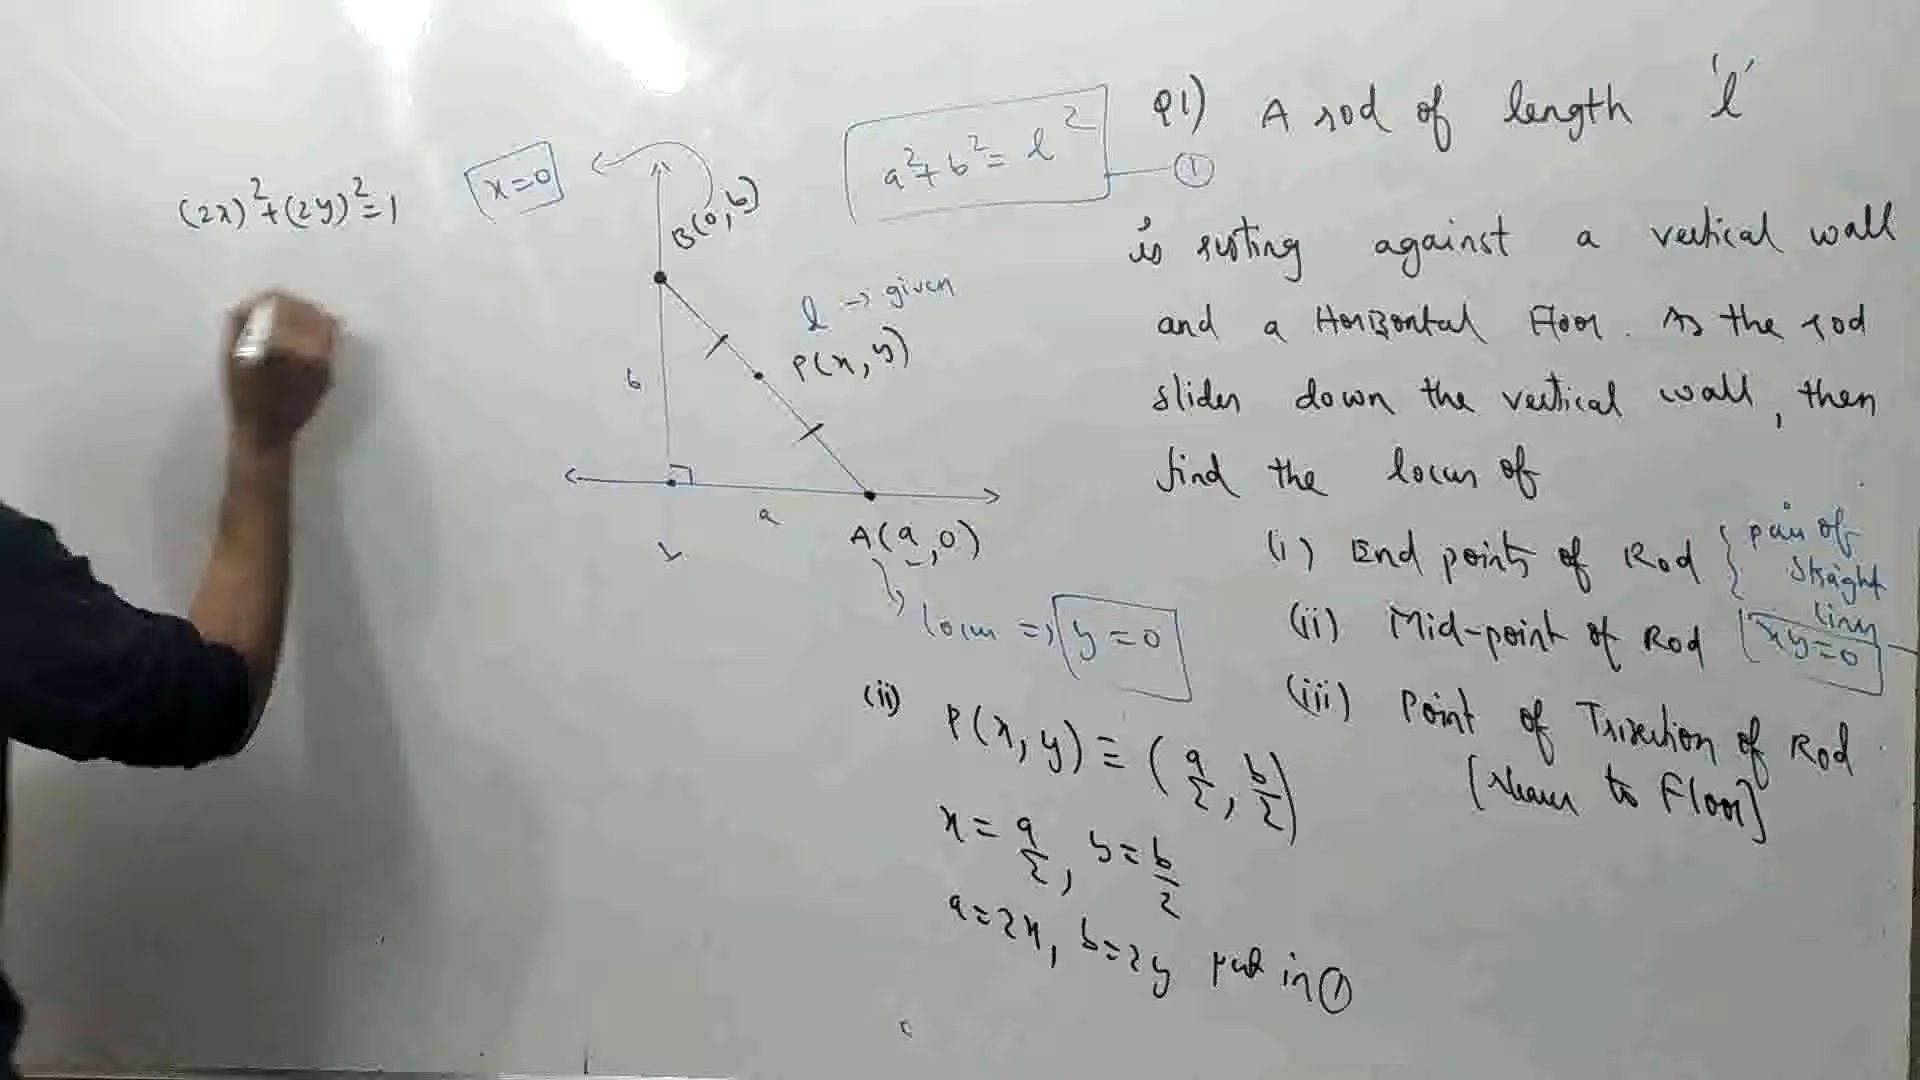 Q1) A rod of length 'l'
is resting against a vertical wall
and a Horizontal Floor. As the rod
slides down the vertical wall, then
find the locus of
(i) End points of Rod { pair of
straight
lines
xy=0
(ii) Mid-point of Rod
(iii) Point of Trisection of Rod
[Nearer to Floor]
a²+b²=l²
①
(2x)²+(2y)²=1
x=0
B(0,b)
l → given
P(x,y)
b
a
A(a,0)
locus => y=0
(ii) P(x,y) ≡ (a/2, b/2)
x=a/2, y=b/2
a=2x, b=2y put in ①